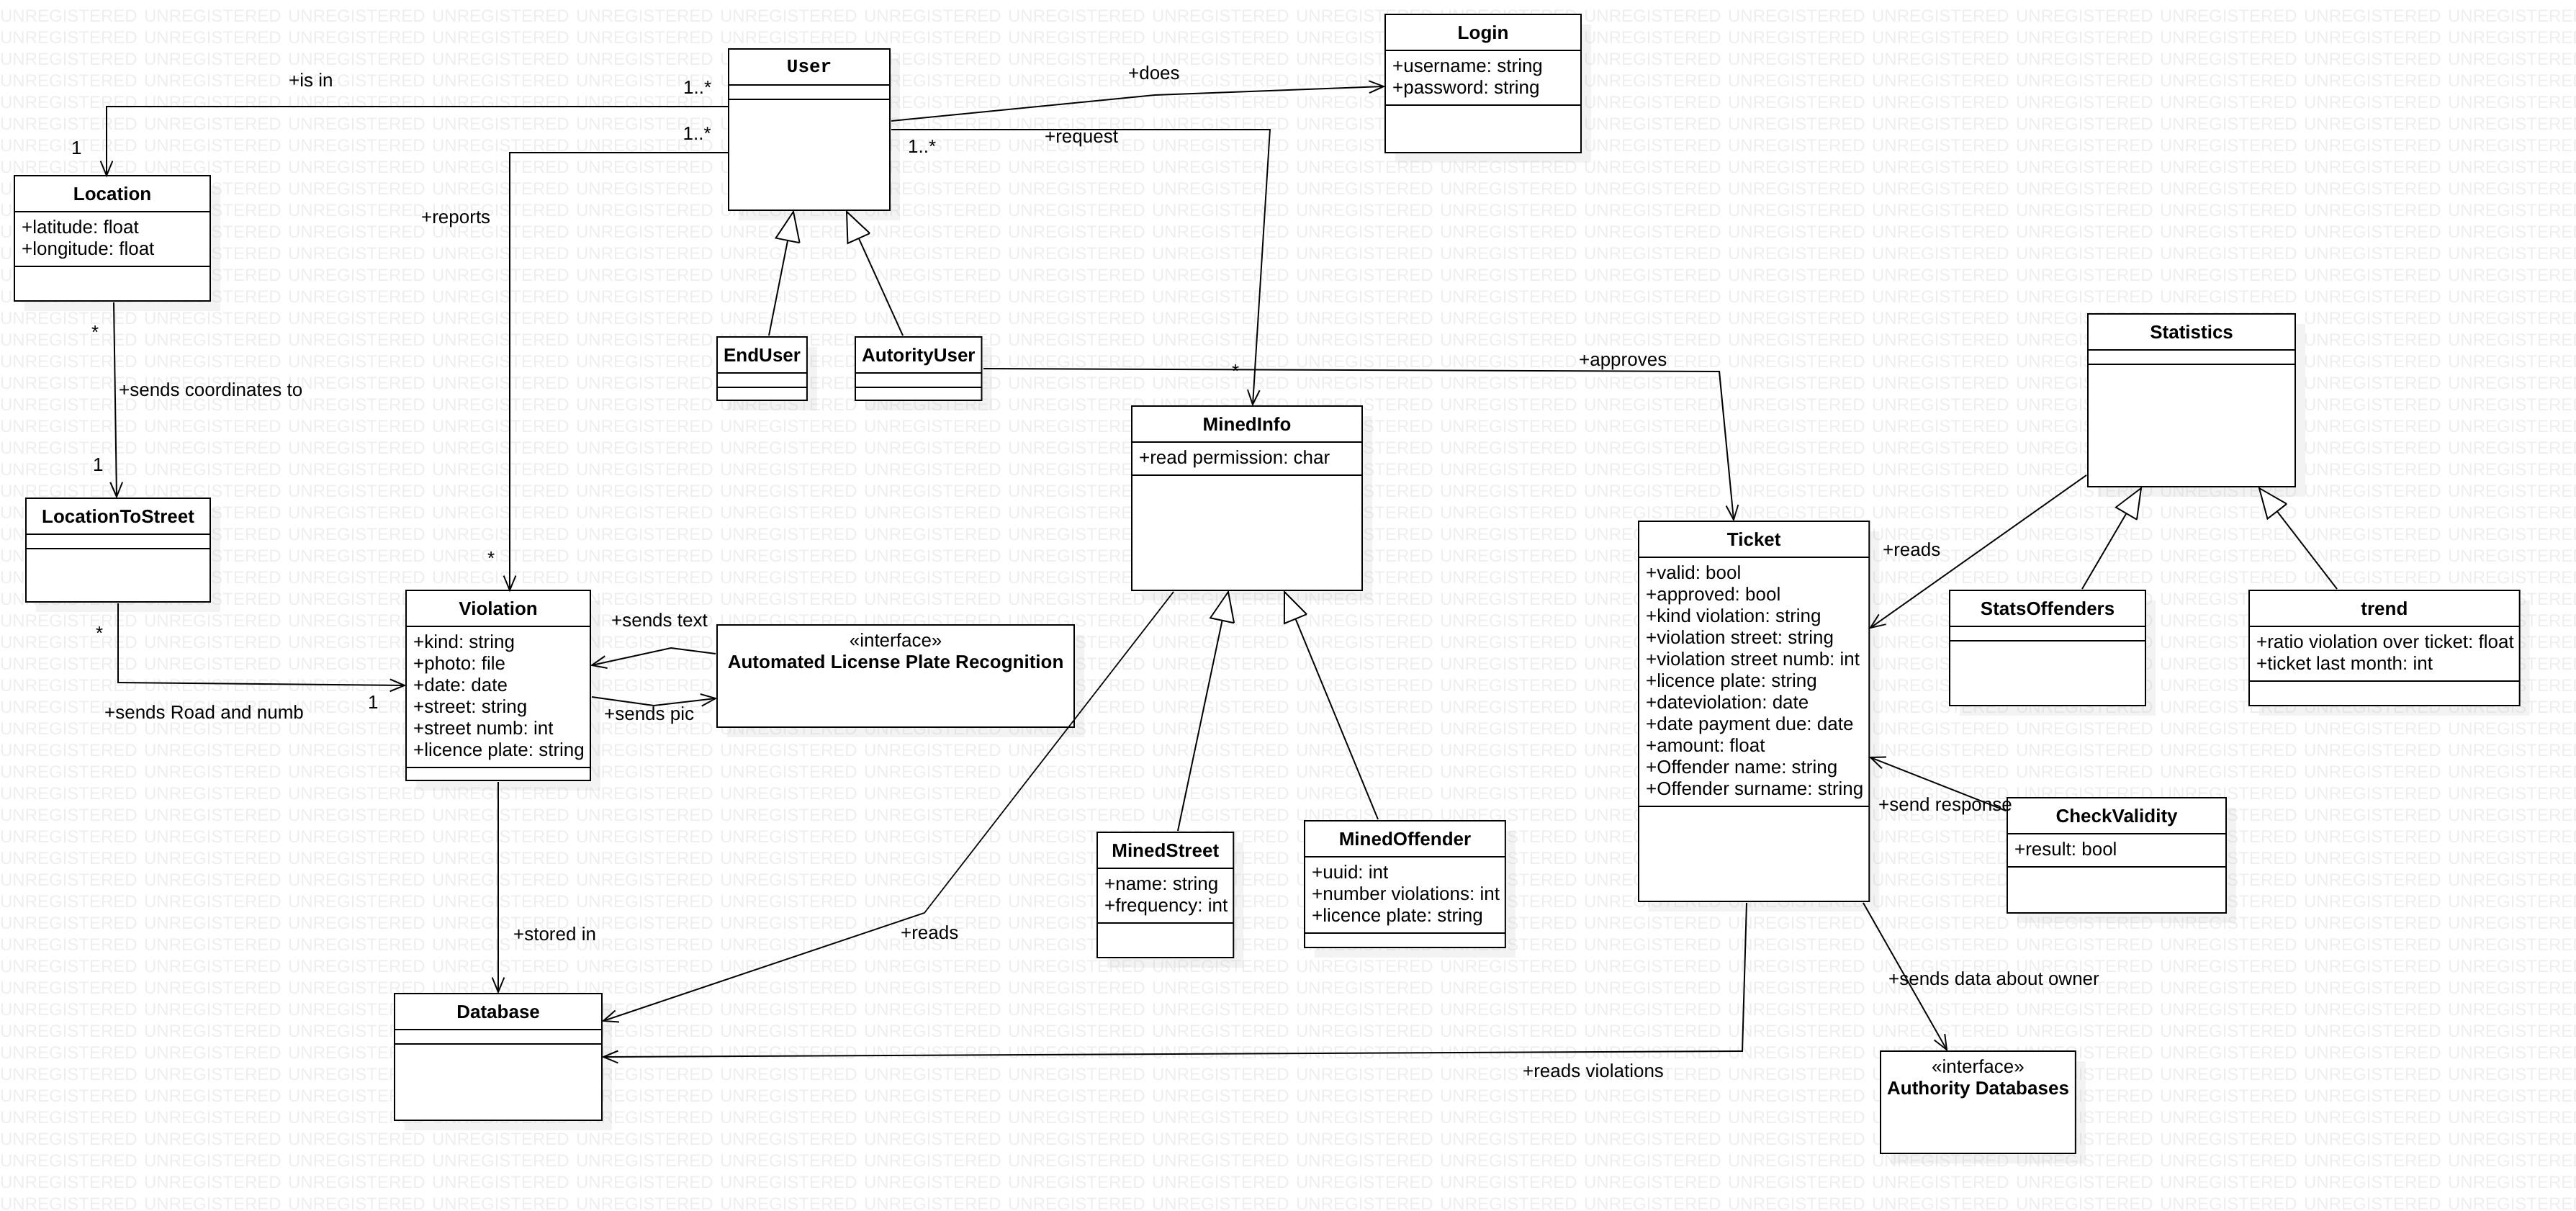 Login
+username: string
+password: string
User
+does
+is in
1..*
1..*
1..*
+request
1
Location
+latitude: float
+longitude: float
+reports
*
+sends coordinates to
1
EndUser
AutorityUser
*
+approves
Statistics
MinedInfo
+read permission: char
LocationToStreet
*
*
1
+sends Road and numb
Violation
+kind: string
+photo: file
+date: date
+street: string
+street numb: int
+licence plate: string
+sends text
+sends pic
«interface»
Automated License Plate Recognition
Ticket
+valid: bool
+approved: bool
+kind violation: string
+violation street: string
+violation street numb: int
+licence plate: string
+dateviolation: date
+date payment due: date
+amount: float
+Offender name: string
+Offender surname: string
+reads
StatsOffenders
trend
+ratio violation over ticket: float
+ticket last month: int
+send response
CheckValidity
+result: bool
MinedStreet
+name: string
+frequency: int
MinedOffender
+uuid: int
+number violations: int
+licence plate: string
+stored in
+reads
+sends data about owner
Database
+reads violations
«interface»
Authority Databases
UNREGISTERED